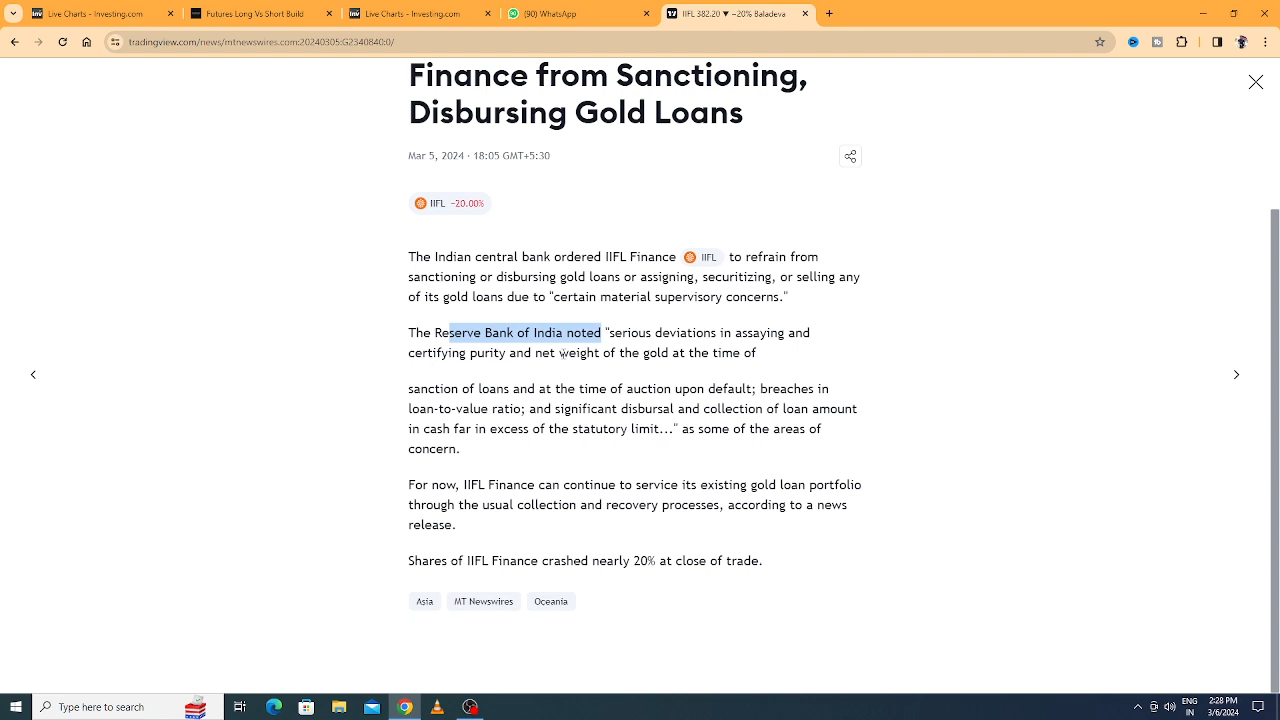 Live Charts - Investing.com
Futures Long Vs Short Build
Live Charts - Investing.com
(90) WhatsApp
IIFL 382.20 ▼ −20% Baladeva
tradingview.com/news/mtnewswires.com:20240305:G2340840:0/
Finance from Sanctioning,
Disbursing Gold Loans
Mar 5, 2024 · 18:05 GMT+5:30
IIFL −20.00%
The Indian central bank ordered IIFL Finance IIFL to refrain from
sanctioning or disbursing gold loans or assigning, securitizing, or selling any
of its gold loans due to "certain material supervisory concerns."
The Reserve Bank of India noted "serious deviations in assaying and
certifying purity and net weight of the gold at the time of
sanction of loans and at the time of auction upon default; breaches in
loan-to-value ratio; and significant disbursal and collection of loan amount
in cash far in excess of the statutory limit..." as some of the areas of
concern.
For now, IIFL Finance can continue to service its existing gold loan portfolio
through the usual collection and recovery processes, according to a news
release.
Shares of IIFL Finance crashed nearly 20% at close of trade.
Asia MT Newswires Oceania
Type here to search
ENG 2:28 PM
IN 3/6/2024